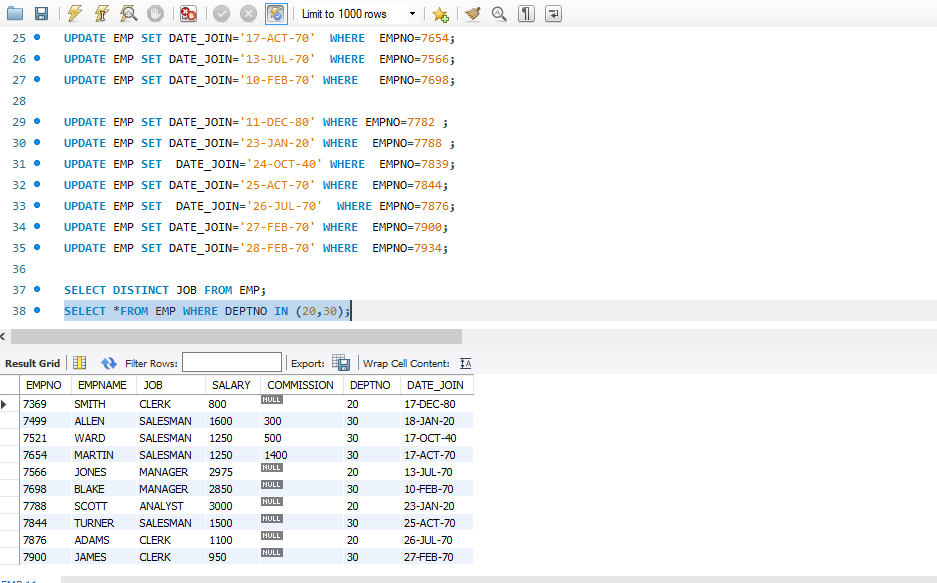 Limit to 1000 rows
25 UPDATE EMP SET DATE_JOIN='17-ACT-70'  WHERE  EMPNO=7654;
26 UPDATE EMP SET DATE_JOIN='13-JUL-70'  WHERE  EMPNO=7566;
27 UPDATE EMP SET DATE_JOIN='10-FEB-70' WHERE   EMPNO=7698;
28
29 UPDATE EMP SET DATE_JOIN='11-DEC-80' WHERE EMPNO=7782 ;
30 UPDATE EMP SET DATE_JOIN='23-JAN-20' WHERE  EMPNO=7788 ;
31 UPDATE EMP SET  DATE_JOIN='24-OCT-40' WHERE  EMPNO=7839;
32 UPDATE EMP SET DATE_JOIN='25-ACT-70' WHERE  EMPNO=7844;
33 UPDATE EMP SET  DATE_JOIN='26-JUL-70'  WHERE EMPNO=7876;
34 UPDATE EMP SET DATE_JOIN='27-FEB-70' WHERE  EMPNO=7900;
35 UPDATE EMP SET DATE_JOIN='28-FEB-70' WHERE  EMPNO=7934;
36
37 SELECT DISTINCT JOB FROM EMP;
38 SELECT *FROM EMP WHERE DEPTNO IN (20,30);
Result Grid Filter Rows: Export: Wrap Cell Content: IA
EMPNO EMPNAME JOB SALARY COMMISSION DEPTNO DATE_JOIN
7369 SMITH CLERK 800 NULL 20 17-DEC-80
7499 ALLEN SALESMAN 1600 300 30 18-JAN-20
7521 WARD SALESMAN 1250 500 30 17-OCT-40
7654 MARTIN SALESMAN 1250 1400 30 17-ACT-70
7566 JONES MANAGER 2975 NULL 20 13-JUL-70
7698 BLAKE MANAGER 2850 NULL 30 10-FEB-70
7788 SCOTT ANALYST 3000 NULL 20 23-JAN-20
7844 TURNER SALESMAN 1500 NULL 30 25-ACT-70
7876 ADAMS CLERK 1100 NULL 20 26-JUL-70
7900 JAMES CLERK 950 NULL 30 27-FEB-70